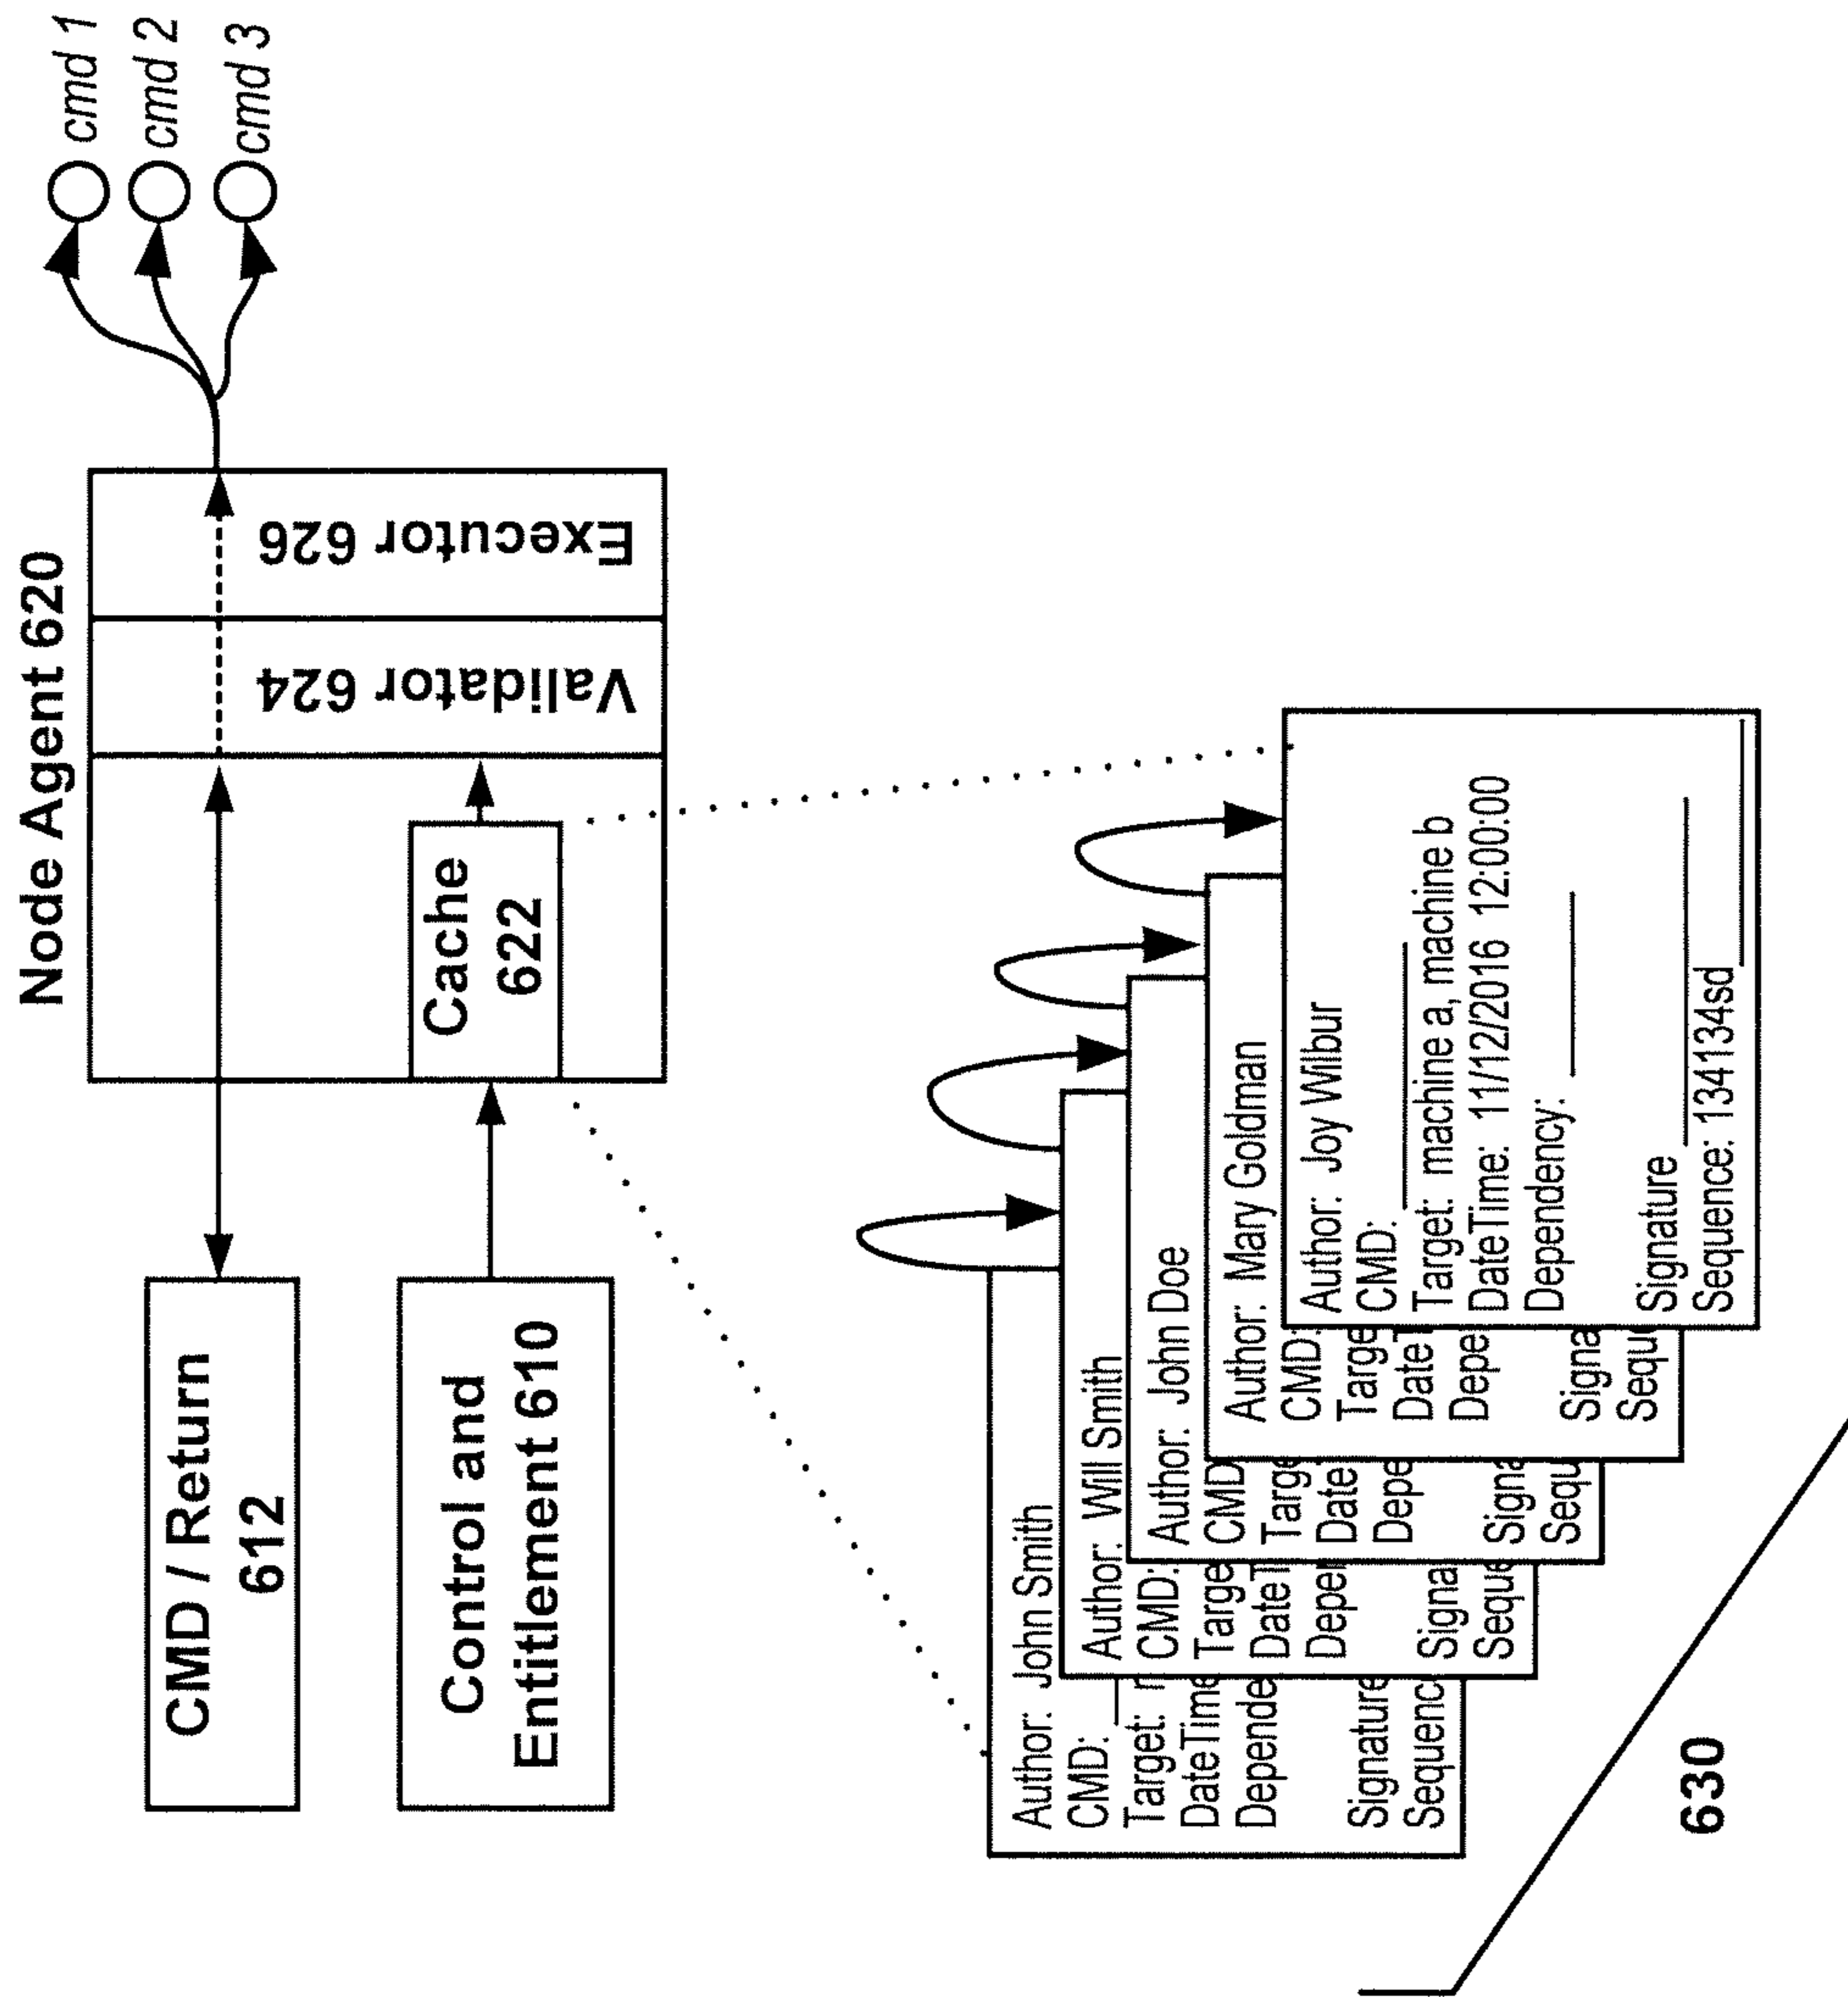 Node Agent 620
CMD / Return
612
Control and
Entitlement 610
Cache
622
Validator 624
Executor 626
cmd 1
cmd 2
cmd 3
Author: John Smith
CMD:
Target:
DateTime
Depende
Signature
Sequenc
Author: Will Smith
CMD:
Targe
DateT
Depen
Signa
Seque
Author: John Doe
CMD
Targe
Date
Depe
Signa
Sequ
Author: Mary Goldman
CMD:
Targe
DateT
Depe
Signa
Sequ
Author: Joy Wilbur
CMD:
Target: machine a, machine b
DateTime: 11/12/2016 12:00:00
Dependency:
Signature
Sequence: 134134sd
630